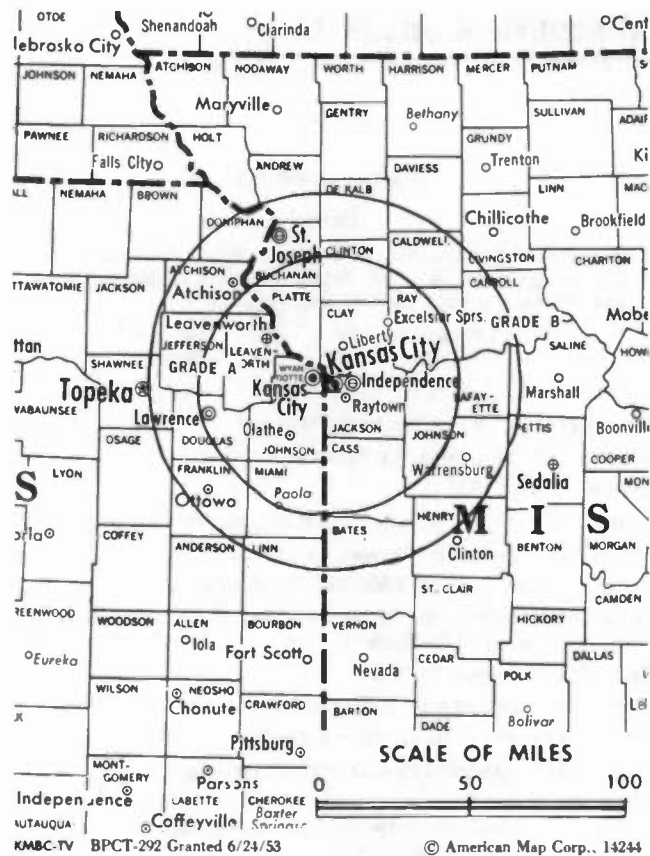 OTOE
Shenandoah
Clarinda
Cent
lebraska City
ATCHISON
NODAWAY
WORTH
HARRISON
MERCER
PUTNAM
JOHNSON
NEMAHA
Maryville
GENTRY
Bethany
SULLIVAN
ADAIR
PAWNEE
RICHARDSON
HOLT
GRUNDY
Falls City
ANDREW
DAVIESS
Trenton
Ki
NEMAHA
BROWN
DE KALB
LINN
MAC
DONIPHAN
Chillicothe
Brookfield
St.
Joseph
CLINTON
CALDWELL
LIVINGSTON
CHARITON
ATCHISON
BUCHANAN
CARROLL
TTAWATOMIE
JACKSON
Atchison
PLATTE
RAY
CLAY
Excelsior Sprs.
GRADE B
Mobe
Leavenworth
Liberty
JEFFERSON
LEAVEN-
WORTH
SALINE
HOW
ttan
SHAWNEE
GRADE A
WYAN
DOTTE
Kansas City
Topeka
Kansas
City
Independence
Marshall
WABAUNSEE
Lawrence
Raytown
LAFAY-
ETTE
PETTIS
Boonvill
OSAGE
DOUGLAS
Olathe
JACKSON
JOHNSON
COOPER
LYON
JOHNSON
CASS
Warrensburg
Sedalia
FRANKLIN
MIAMI
MON
S
Ottawa
Paola
HENRY
M I S
oria
COFFEY
BATES
Clinton
BENTON
MORGAN
ANDERSON
LINN
ST. CLAIR
CAMDEN
REENWOOD
WOODSON
ALLEN
BOURBON
VERNON
HICKORY
Iola
Eureka
Fort Scott
Nevada
CEDAR
DALLAS
POLK
WILSON
NEOSHO
Chanute
CRAWFORD
BARTON
Bolivar
DADE
Pittsburg
SCALE OF MILES
MONT-
GOMERY
Parsons
0 50 100
Independence
LABETTE
CHEROKEE
Baxter
Springs
AUTAUQUA
Coffeyville
KMBC-TV BPCT-292 Granted 6/24/53 © American Map Corp., 14244